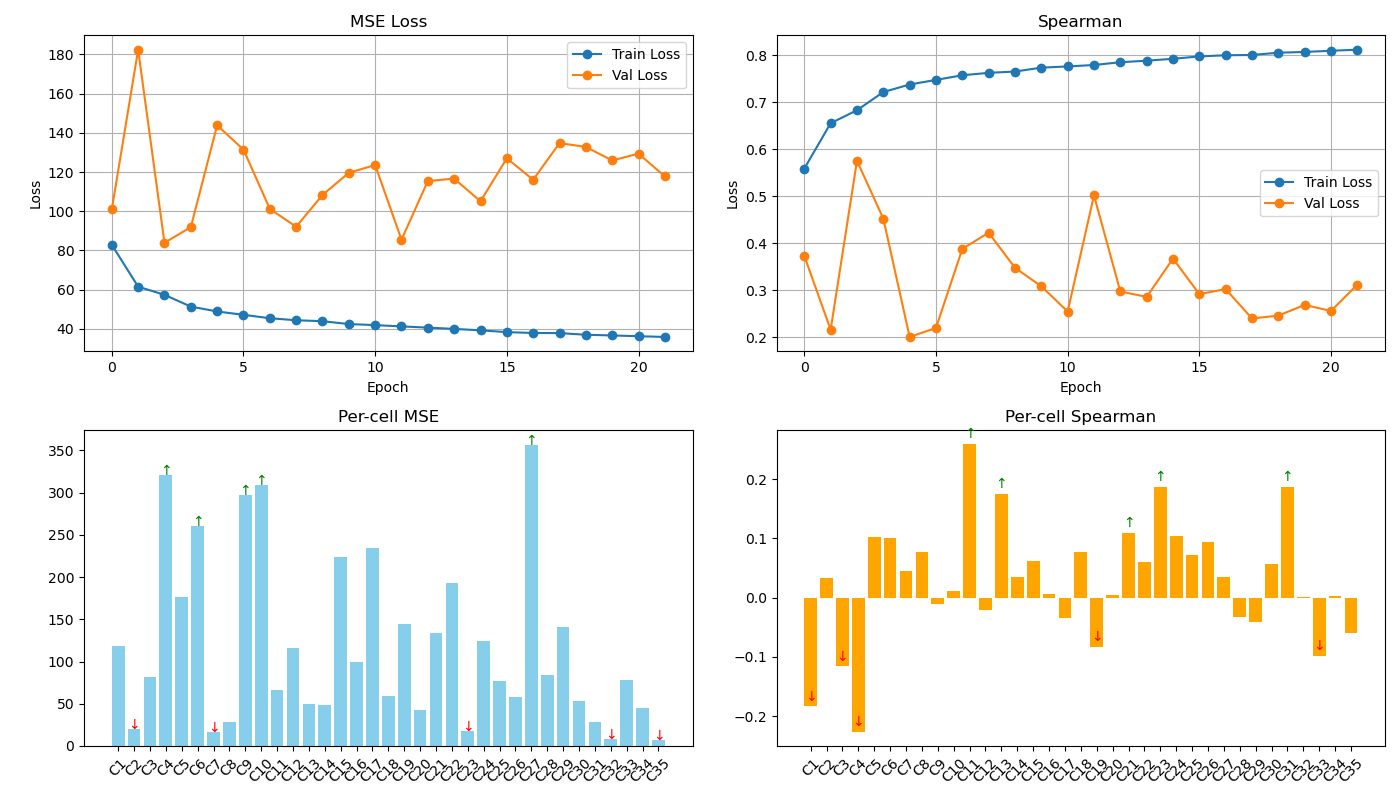 MSE Loss
180
160
140
120
100
80
60
40
Loss
0 5 10 15 20
Epoch
Train Loss
Val Loss
Spearman
0.8
0.7
0.6
0.5
0.4
0.3
0.2
Loss
0 5 10 15 20
Epoch
Train Loss
Val Loss
Per-cell MSE
350
300
250
200
150
100
50
0
↑ ↑ ↑ ↑ ↑
↓ ↓ ↓ ↓ ↓
C1 C2 C3 C4 C5 C6 C7 C8 C9 C10 C11 C12 C13 C14 C15 C16 C17 C18 C19 C20 C21 C22 C23 C24 C25 C26 C27 C28 C29 C30 C31 C32 C33 C34 C35
Per-cell Spearman
0.2
0.1
0.0
−0.1
−0.2
↑ ↑ ↑ ↑ ↑
↓ ↓ ↓ ↓ ↓
C1 C2 C3 C4 C5 C6 C7 C8 C9 C10 C11 C12 C13 C14 C15 C16 C17 C18 C19 C20 C21 C22 C23 C24 C25 C26 C27 C28 C29 C30 C31 C32 C33 C34 C35